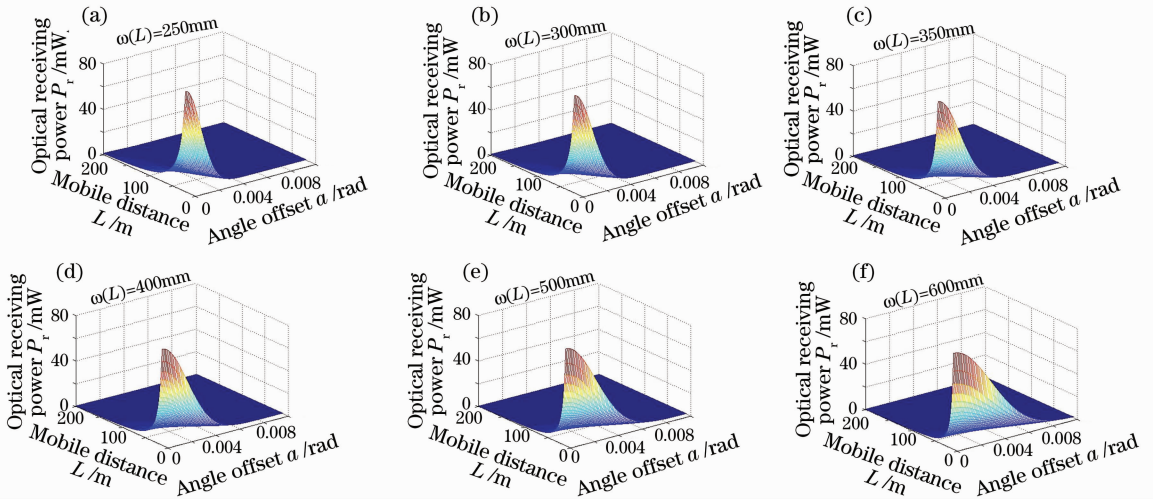 (a)
ω(L)=250mm
Optical receiving
power Pr /mW.
80
40
0
200
100
0
Mobile distance
L /m
0
0.004
0.008
Angle offset a /rad
(b)
ω(L)=300mm
Optical receiving
power Pr /mW
80
40
0
200
100
0
Mobile distance
L /m
0
0.004
0.008
Angle offset a /rad
(c)
ω(L)=350mm
Optical receiving
power Pr /mW
80
40
0
200
100
0
Mobile distance
L /m
0
0.004
0.008
Angle offset a /rad
(d)
ω(L)=400mm
Optical receiving
power Pr /mW
80
40
0
200
100
0
Mobile distance
L /m
0
0.004
0.008
Angle offset a /rad
(e)
ω(L)=500mm
Optical receiving
power Pr /mW
80
40
0
200
100
0
Mobile distance
L /m
0
0.004
0.008
Angle offset a /rad
(f)
ω(L)=600mm
Optical receiving
power Pr /mW
80
40
0
200
100
0
Mobile distance
L /m
0
0.004
0.008
Angle offset a /rad